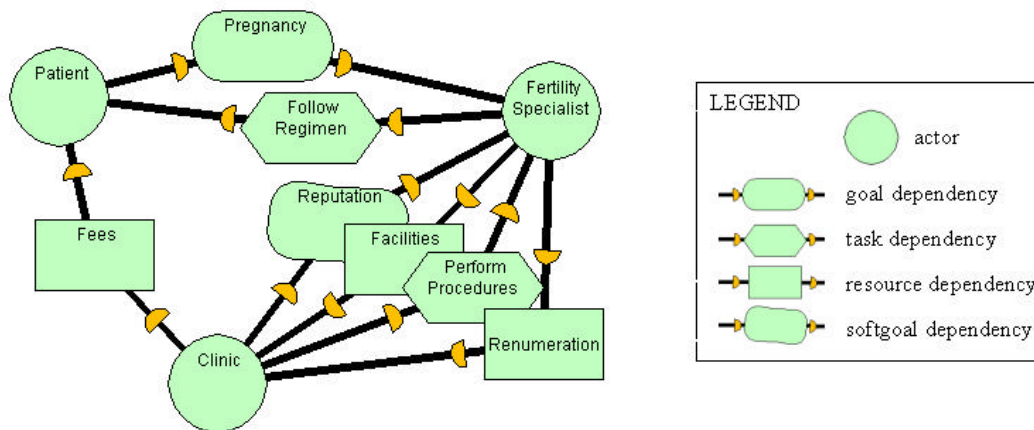 Pregnancy
Patient
Fertility
Specialist
Follow
Regimen
Reputation
Fees
Facilities
Perform
Procedures
Renumeration
Clinic
LEGEND
actor
goal dependency
task dependency
resource dependency
softgoal dependency